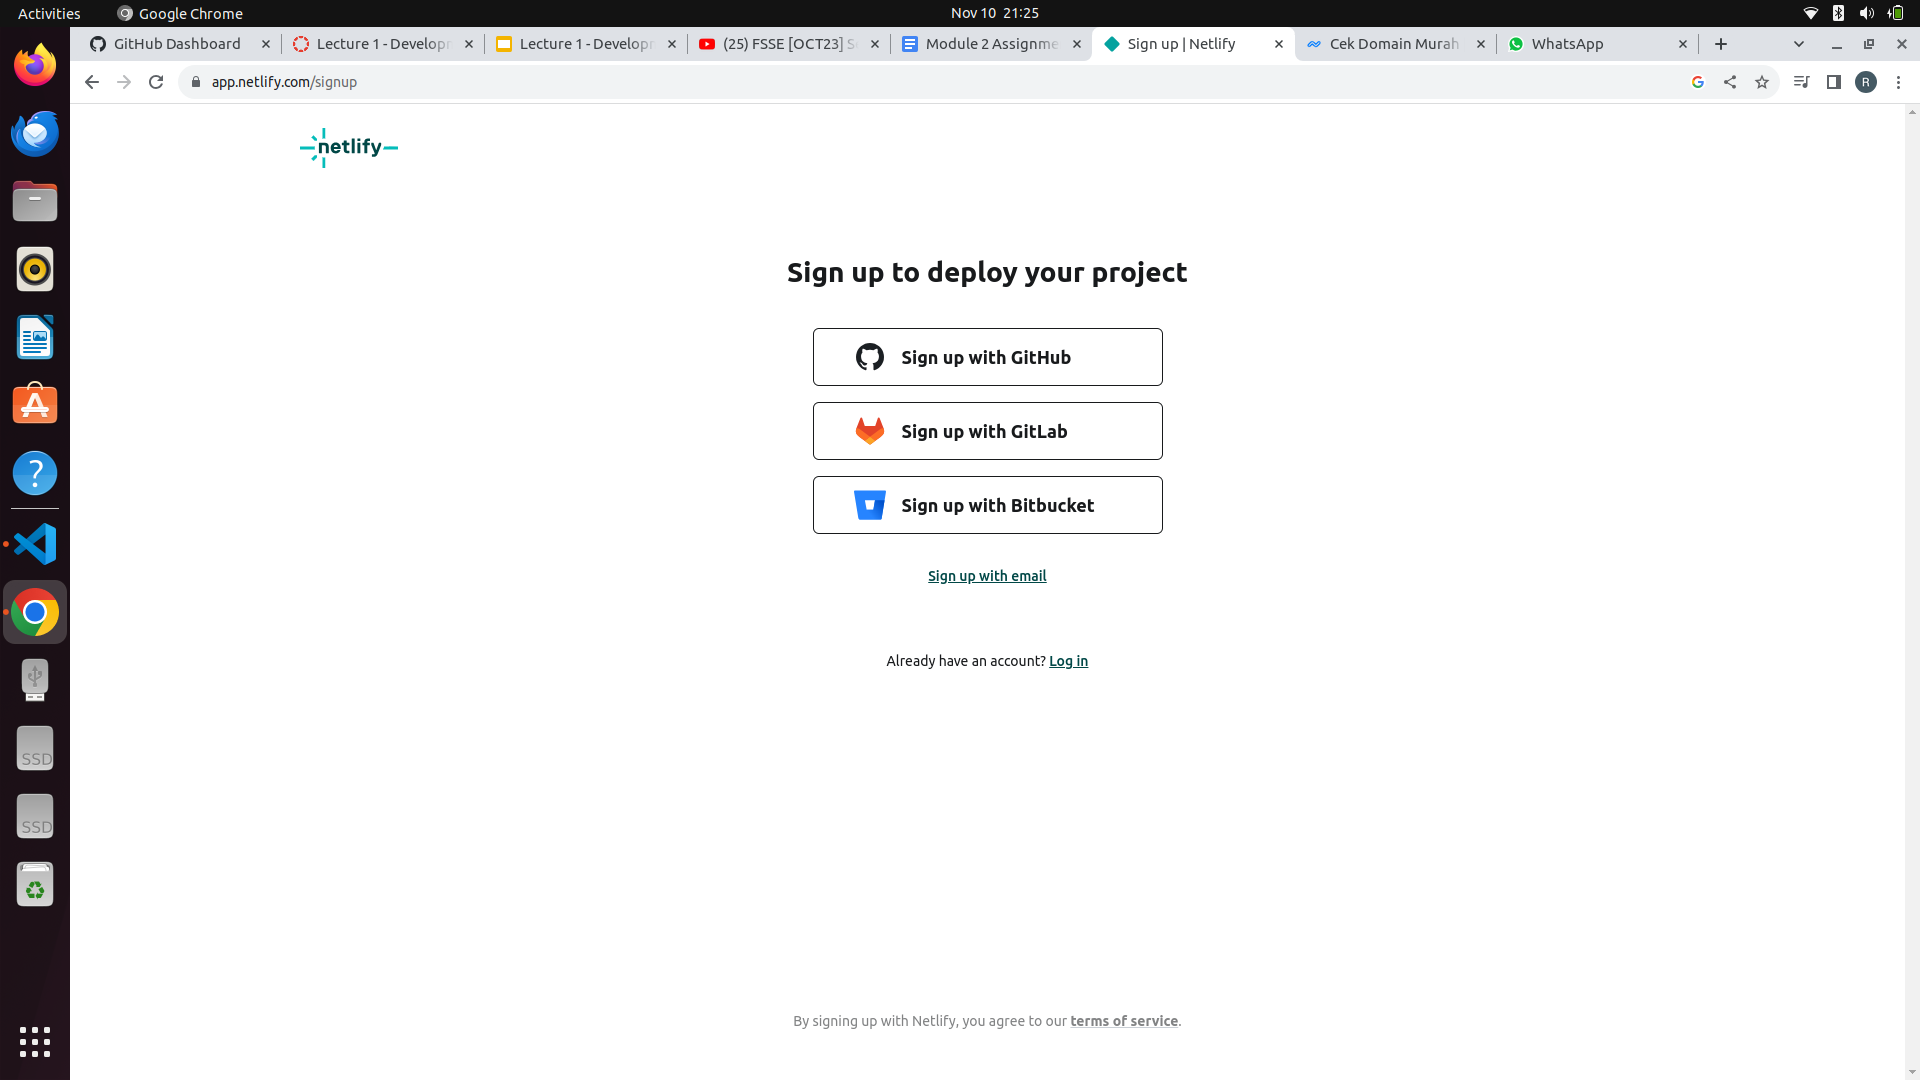 Activities
Google Chrome
Nov 10 21:25
GitHub Dashboard
Lecture 1 - Developr
Lecture 1 - Developr
(25) FSSE [OCT23] S
Module 2 Assignme
Sign up | Netlify
Cek Domain Murah
WhatsApp
app.netlify.com/signup
R
netlify
Sign up to deploy your project
Sign up with GitHub
Sign up with GitLab
Sign up with Bitbucket
Sign up with email
Already have an account? Log in
SSD
SSD
By signing up with Netlify, you agree to our terms of service.